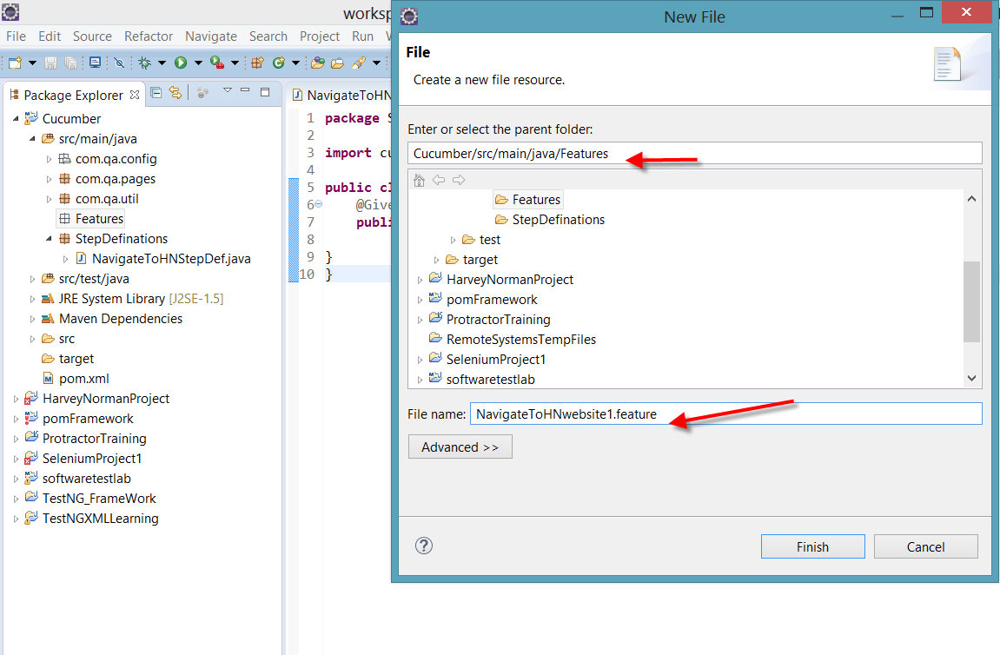 worksp
File Edit Source Refactor Navigate Search Project Run
Package Explorer
Cucumber
src/main/java
com.qa.config
com.qa.pages
com.qa.util
Features
StepDefinations
NavigateToHNStepDef.java
src/test/java
JRE System Library [J2SE-1.5]
Maven Dependencies
src
target
pom.xml
HarveyNormanProject
pomFramework
ProtractorTraining
SeleniumProject1
softwaretestlab
TestNG_FrameWork
TestNGXMLLearning
NavigateToHN
1 package S
2
3 import cu
4
5 public cl
6 @Give
7 publi
8
9 }
10 }
New File
File
Create a new file resource.
Enter or select the parent folder:
Cucumber/src/main/java/Features
Features
StepDefinations
test
target
HarveyNormanProject
pomFramework
ProtractorTraining
RemoteSystemsTempFiles
SeleniumProject1
softwaretestlab
File name: NavigateToHNwebsite1.feature
Advanced >>
?
Finish Cancel